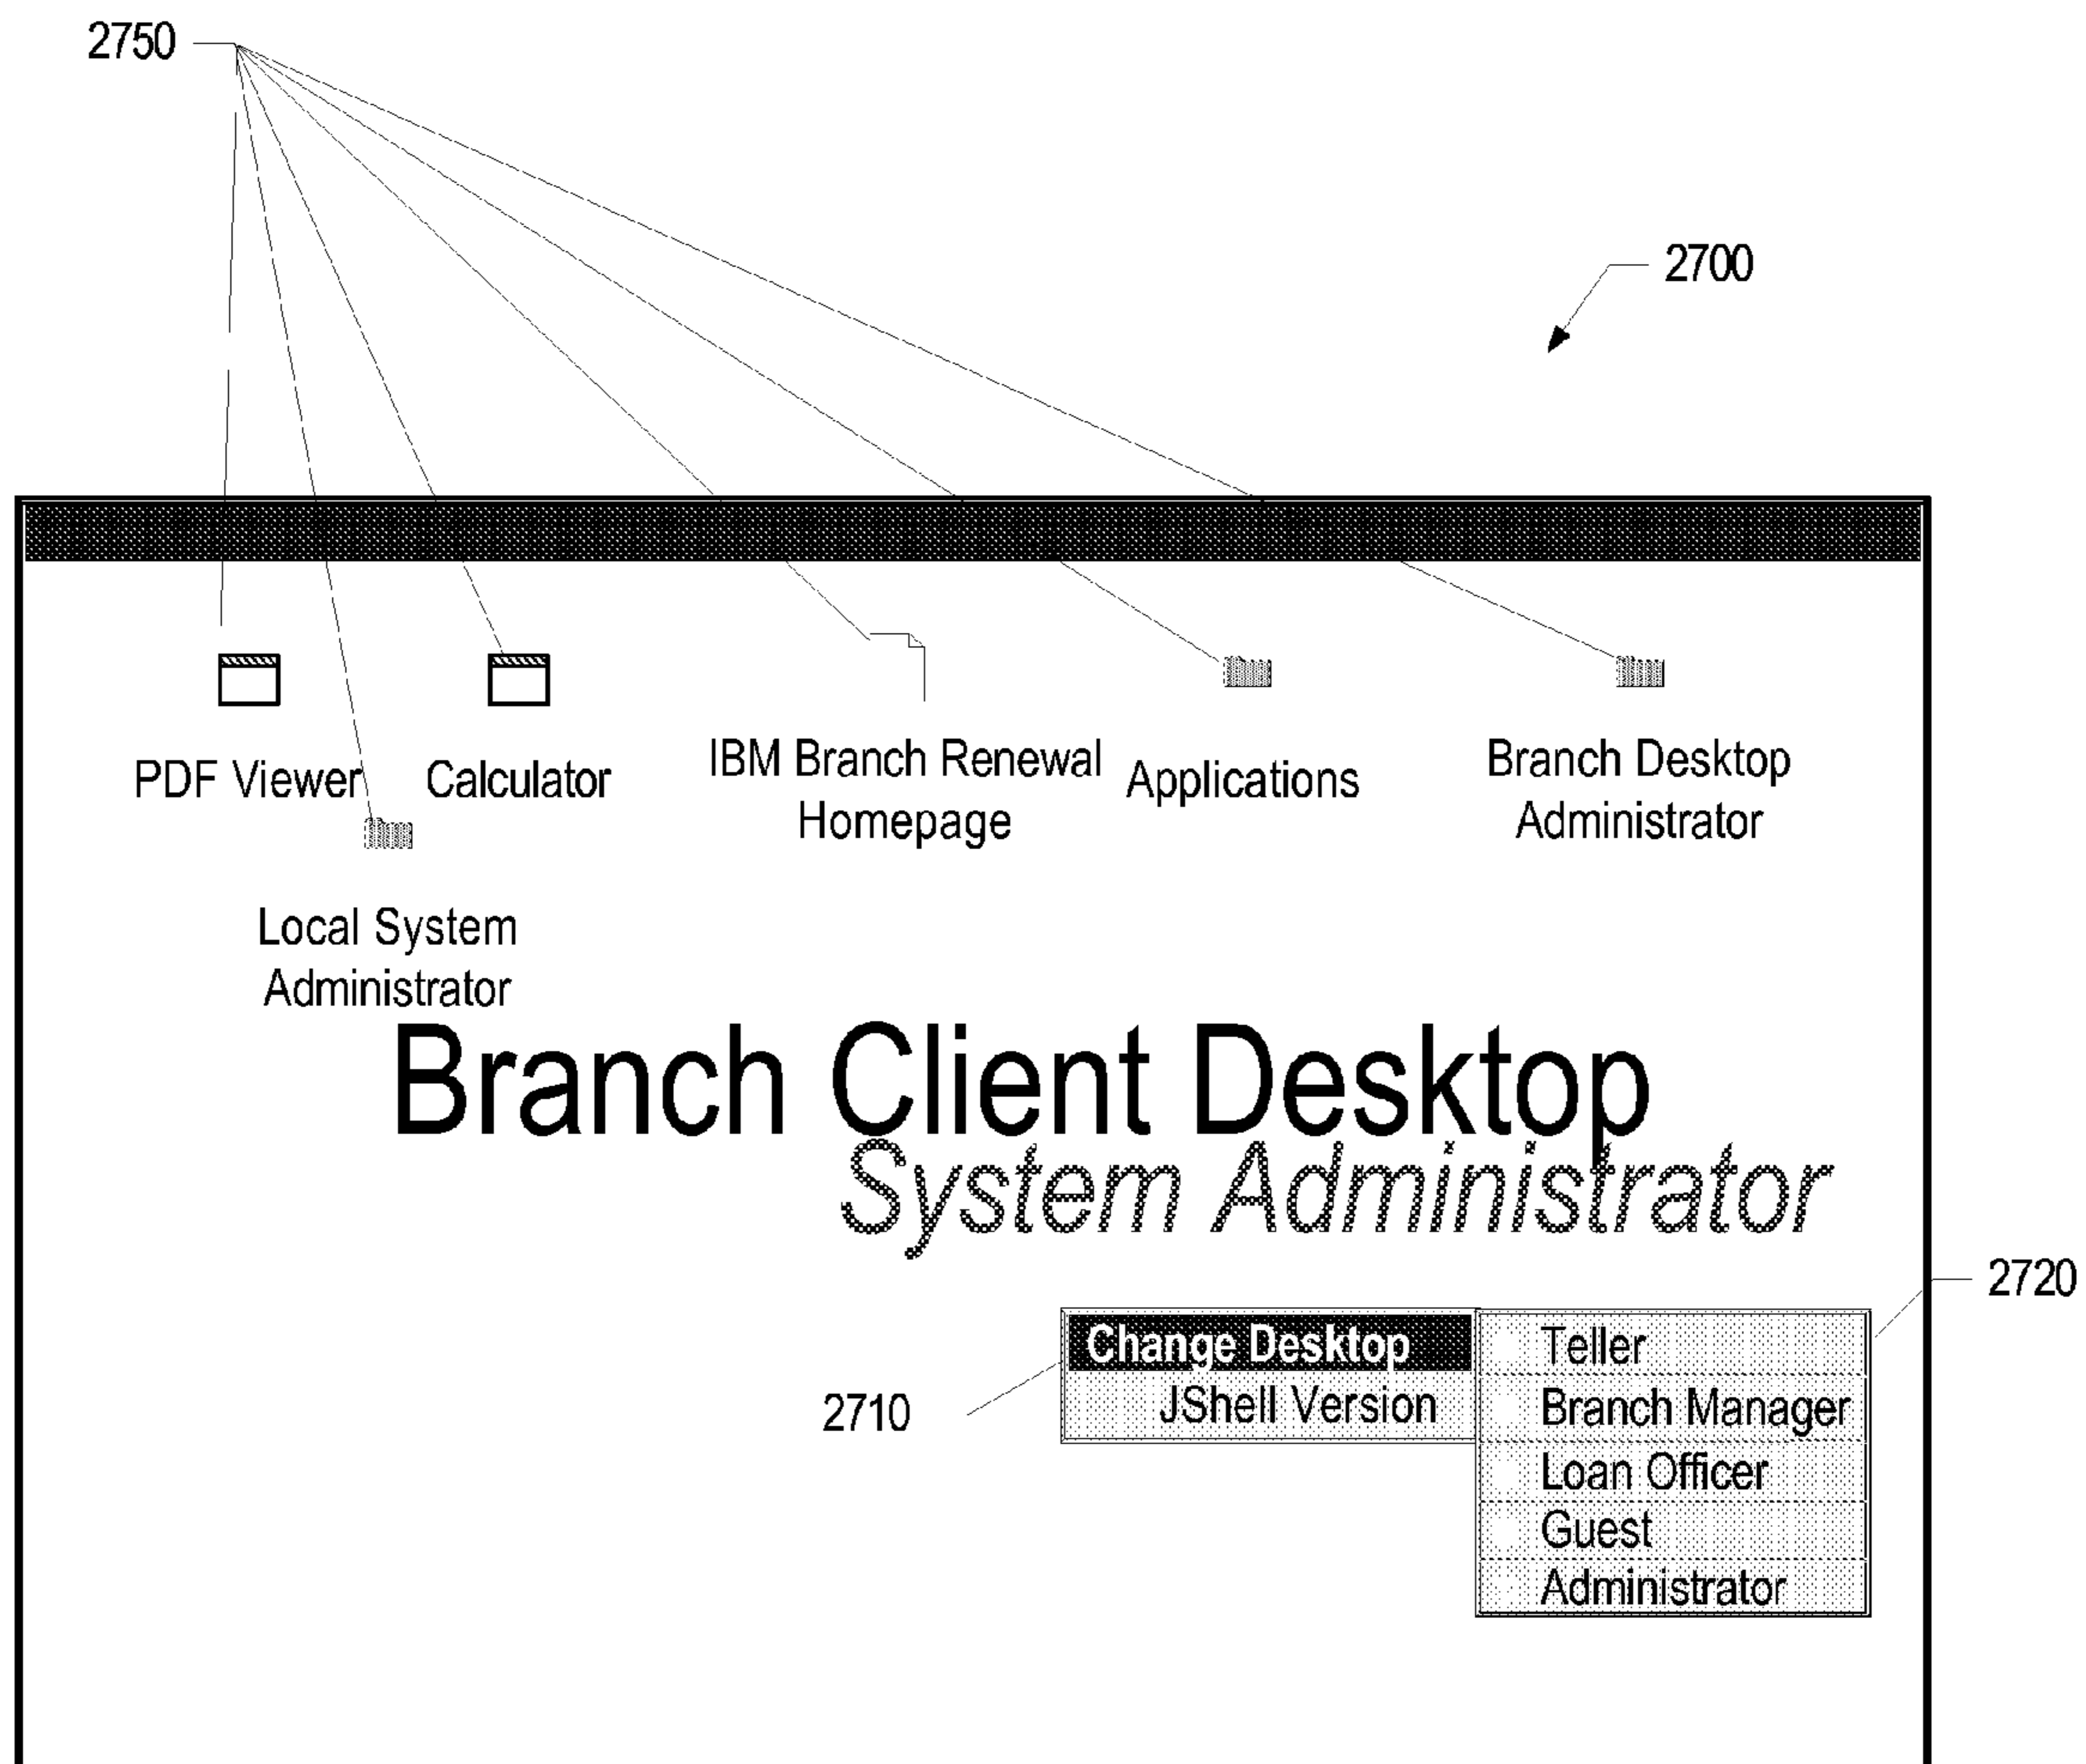 2750
2700
PDF Viewer
Calculator
IBM Branch Renewal
Homepage
Applications
Branch Desktop
Administrator
Local System
Administrator
Branch Client Desktop
System Administrator
2720
Change Desktop
JShell Version
2710
Teller
Branch Manager
Loan Officer
Guest
Administrator